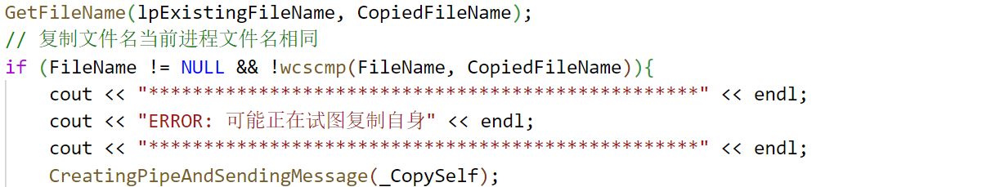 GetFileName(lpExistingFileName, CopiedFileName);
// 复制文件名当前进程文件名相同
if (FileName != NULL && !wcscmp(FileName, CopiedFileName)){
cout << "**************************************************" << endl;
cout << "ERROR: 可能正在试图复制自身" << endl;
cout << "**************************************************" << endl;
CreatingPipeAndSendingMessage(_CopySelf);